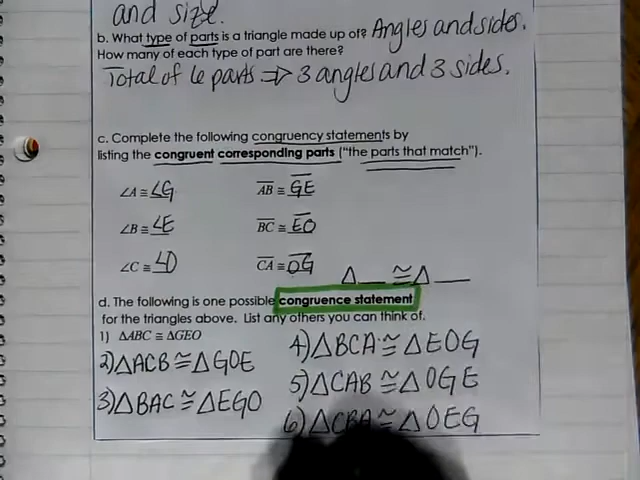 and size.
b. What type of parts is a triangle made up of? Angles and sides.
How many of each type of part are there?
Total of 6 parts ⇒ 3 angles and 3 sides.
c. Complete the following congruency statements by
listing the congruent corresponding parts ("the parts that match").
∠A ≅ ∠G AB ≅ GE
∠B ≅ ∠E BC ≅ EO
∠C ≅ ∠O CA ≅ OG
Δ__ ≅ Δ __
d. The following is one possible congruence statement
for the triangles above. List any others you can think of.
1) ΔABC ≅ ΔGEO
2) ΔACB ≅ ΔGOE
3) ΔBAC ≅ ΔEGO
4) ΔBCA ≅ ΔEOG
5) ΔCAB ≅ ΔOGE
6) ΔCBA ≅ ΔOEG